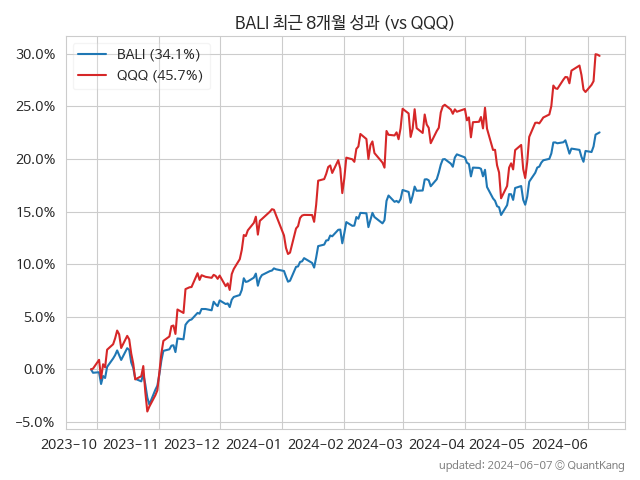 BALI 최근 8개월 성과 (vs QQQ)
BALI (34.1%)
QQQ (45.7%)
30.0%
25.0%
20.0%
15.0%
10.0%
5.0%
0.0%
−5.0%
2023-10 2023-11 2023-12 2024-01 2024-02 2024-03 2024-04 2024-05 2024-06
updated: 2024-06-07 © QuantKang